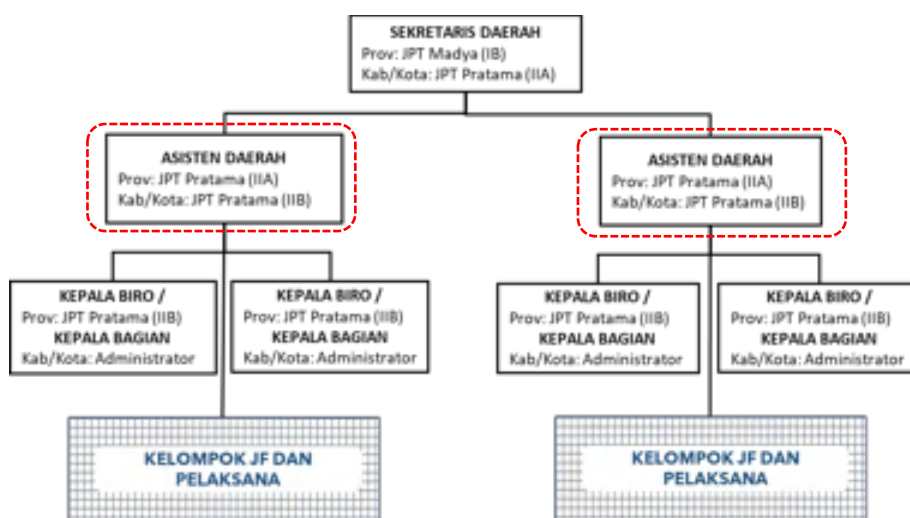 SEKRETARIS DAERAH
Prov: JPT Madya (IB)
Kab/Kota: JPT Pratama (IIA)
ASISTEN DAERAH
Prov: JPT Pratama (IIA)
Kab/Kota: JPT Pratama (IIB)
ASISTEN DAERAH
Prov: JPT Pratama (IIA)
Kab/Kota: JPT Pratama (IIB)
KEPALA BIRO /
Prov: JPT Pratama (IIB)
KEPALA BAGIAN
Kab/Kota: Administrator
KEPALA BIRO /
Prov: JPT Pratama (IIB)
KEPALA BAGIAN
Kab/Kota: Administrator
KEPALA BIRO /
Prov: JPT Pratama (IIB)
KEPALA BAGIAN
Kab/Kota: Administrator
KEPALA BIRO /
Prov: JPT Pratama (IIB)
KEPALA BAGIAN
Kab/Kota: Administrator
KELOMPOK JF DAN
PELAKSANA
KELOMPOK JF DAN
PELAKSANA